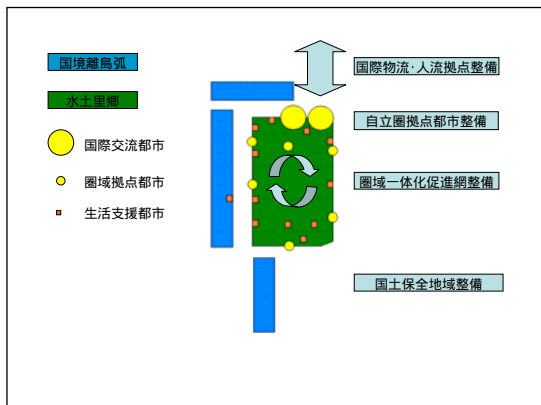 国境離島弧
水土里郷
国際交流都市
圏域拠点都市
生活支援都市
国際物流・人流拠点整備
自立圏拠点都市整備
圏域一体化促進網整備
国土保全地域整備